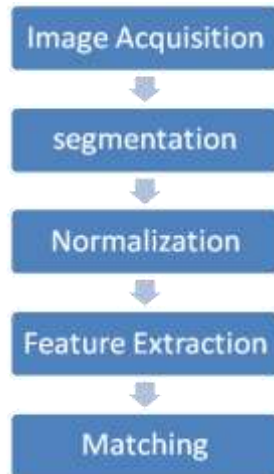 Image Acquisition
segmentation
Normalization
Feature Extraction
Matching